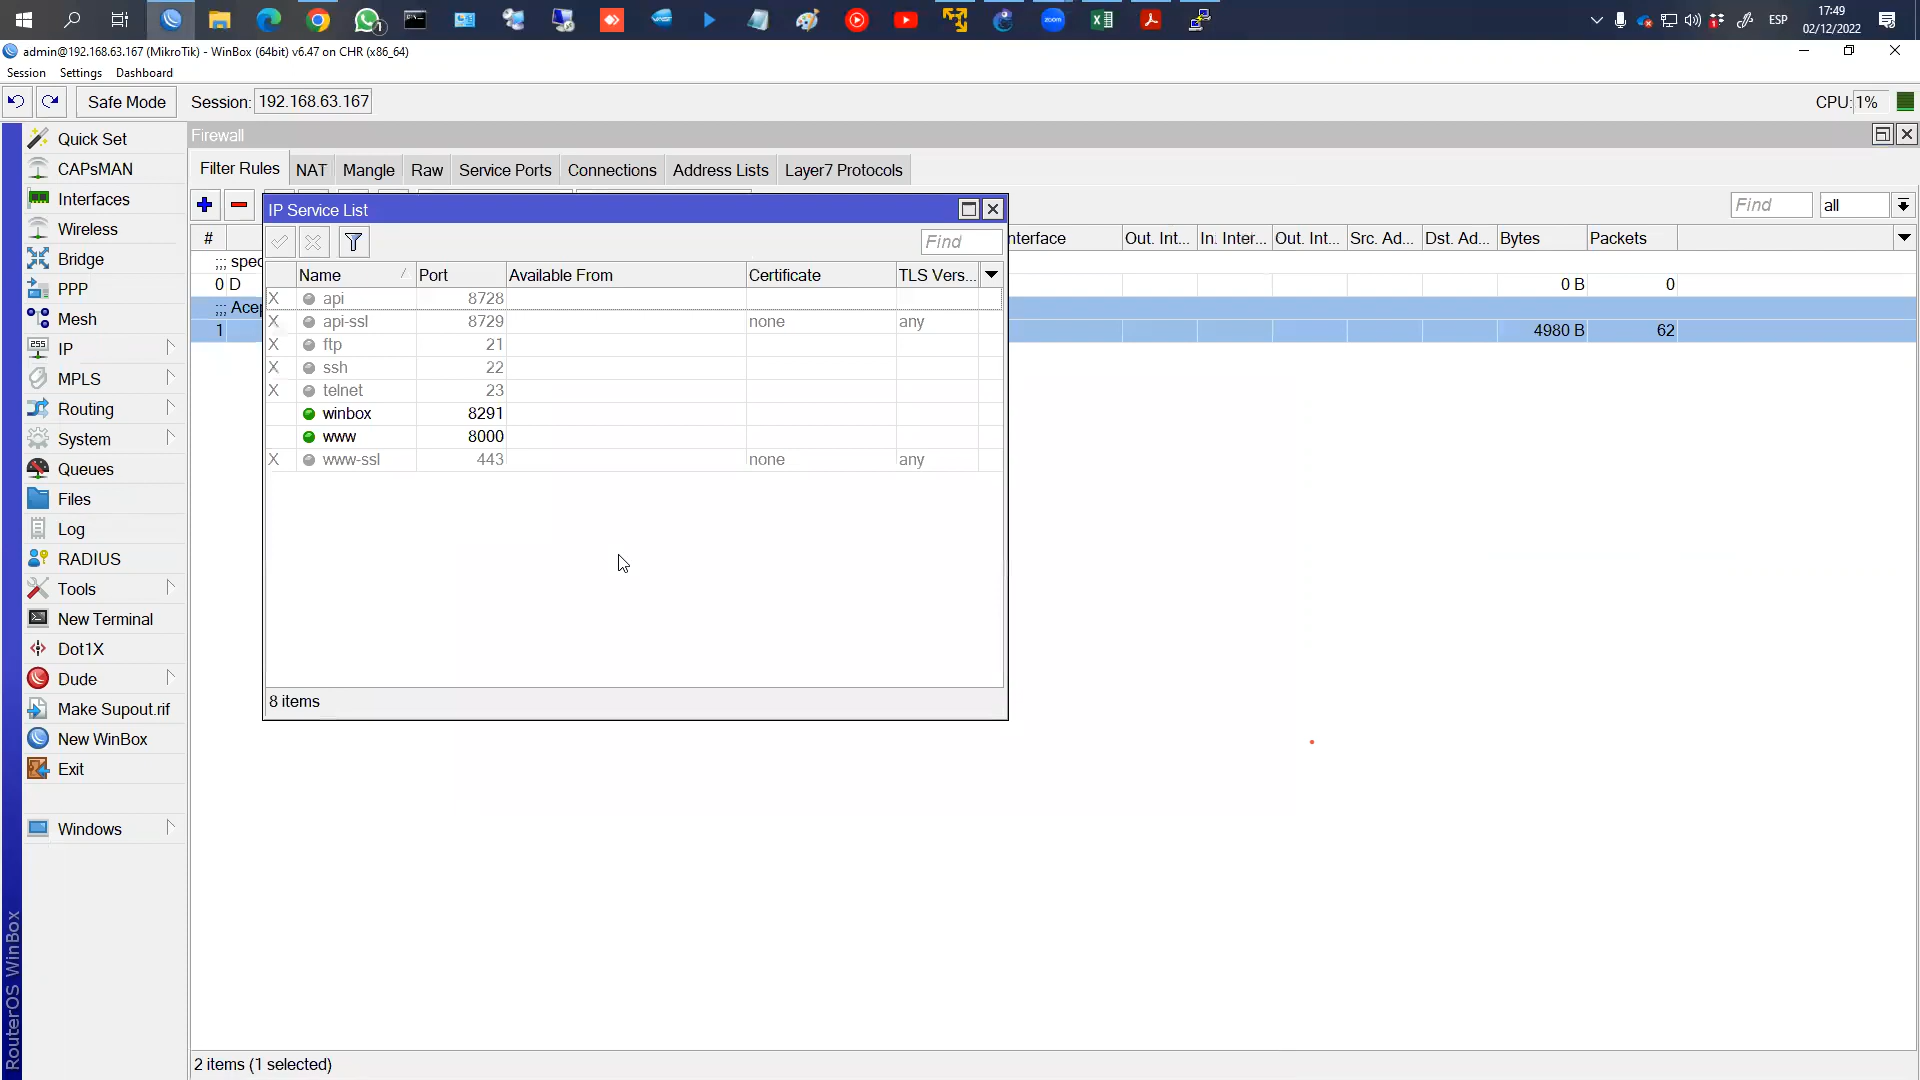 17:49
ESP
02/12/2022
admin@192.168.63.167 (MikroTik) - WinBox (64bit) v6.47 on CHR (x86_64)
Session Settings Dashboard
Safe Mode Session: 192.168.63.167 CPU: 1%
Quick Set
CAPsMAN
Interfaces
Wireless
Bridge
PPP
Mesh
IP
MPLS
Routing
System
Queues
Files
Log
RADIUS
Tools
New Terminal
Dot1X
Dude
Make Supout.rif
New WinBox
Exit
Windows
RouterOS WinBox
Firewall
Filter Rules NAT Mangle Raw Service Ports Connections Address Lists Layer7 Protocols
Find all
# nterface Out. Int... In. Inter... Out. Int... Src. Ad... Dst. Ad... Bytes Packets
;;; spec
0 D 0 B 0
;;; Acep
1 4980 B 62
IP Service List
Find
Name Port Available From Certificate TLS Vers...
X api 8728
X api-ssl 8729 none any
X ftp 21
X ssh 22
X telnet 23
winbox 8291
www 8000
X www-ssl 443 none any
8 items
2 items (1 selected)